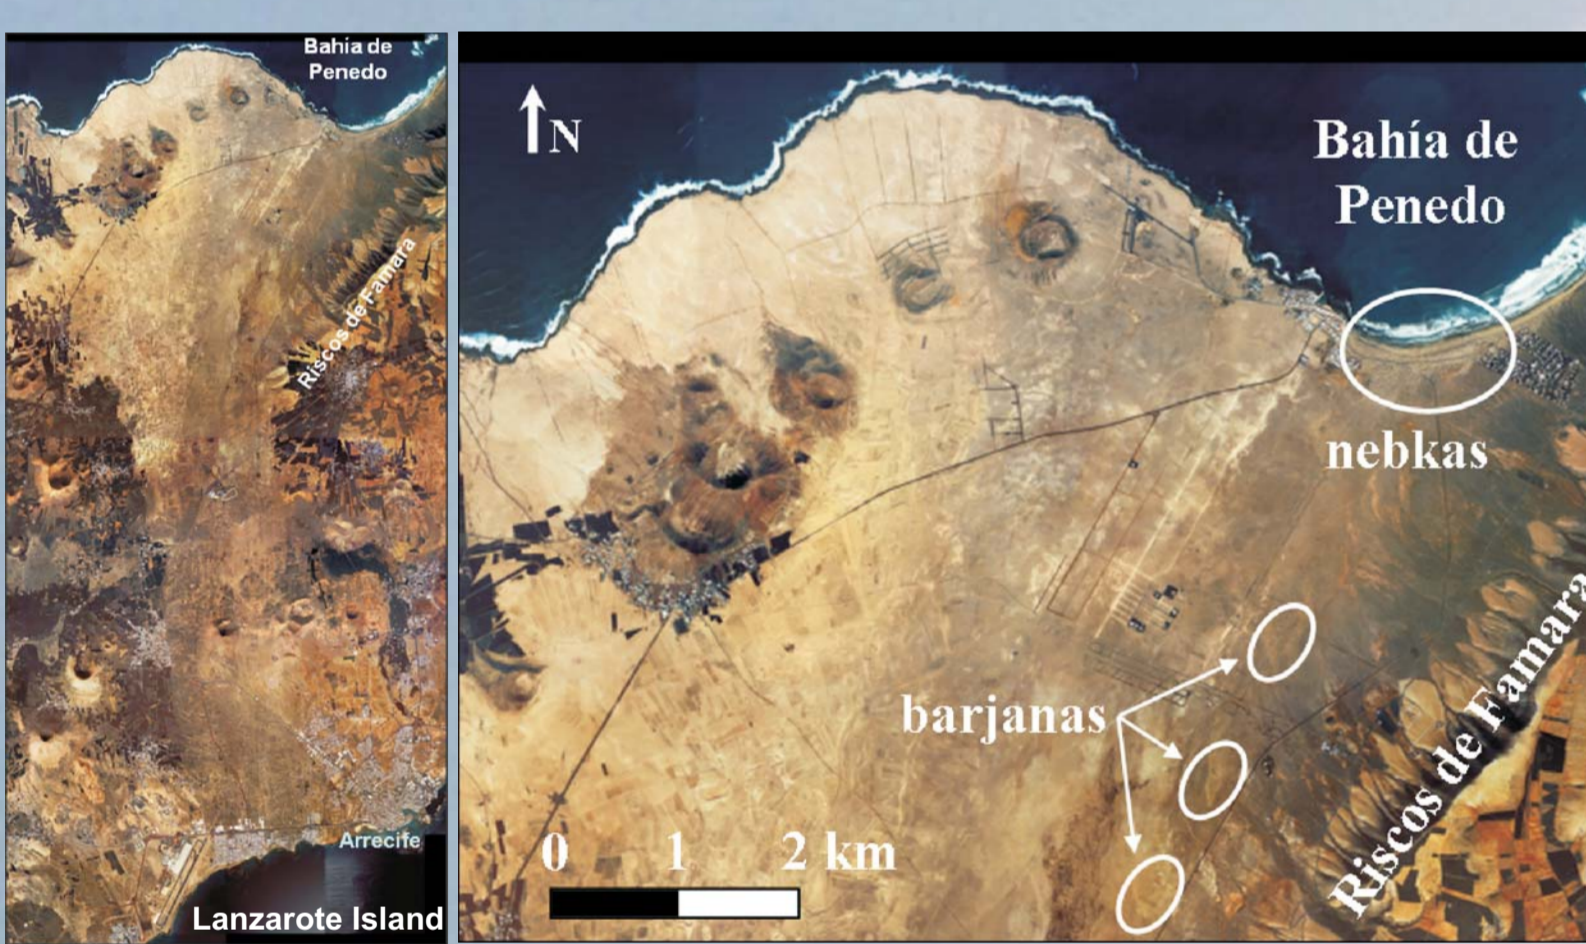 Bahía de
Penedo
Riscos de Famara
Arrecife
Lanzarote Island
N
Bahía de
Penedo
nebkas
barjanas
Riscos de Famara
0 1 2 km